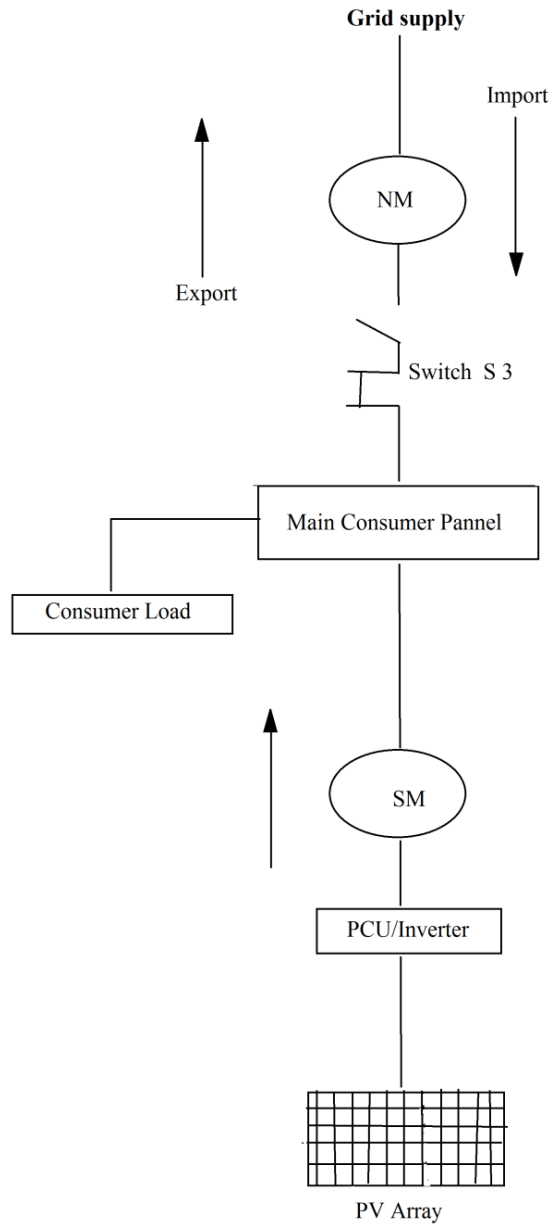 Grid supply
Import
NM
Export
Switch S 3
Main Consumer Pannel
Consumer Load
SM
PCU/Inverter
PV Array